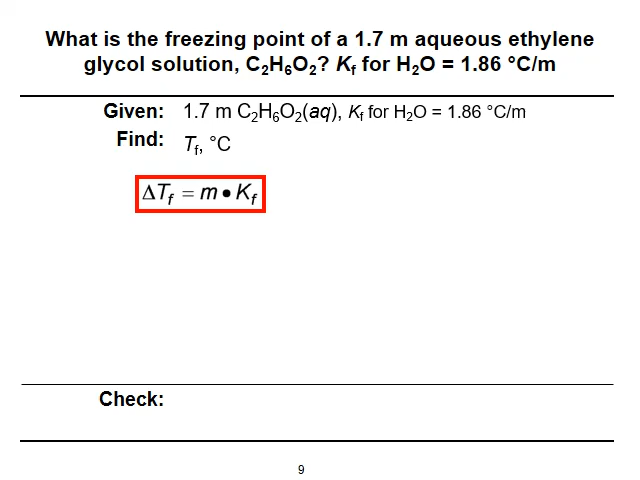 What is the freezing point of a 1.7 m aqueous ethylene
glycol solution, C₂H₆O₂? Kf for H₂O = 1.86 °C/m
Given: 1.7 m C₂H₆O₂(aq), Kf for H₂O = 1.86 °C/m
Find: Tf, °C
ΔTf = m • Kf
Check:
9